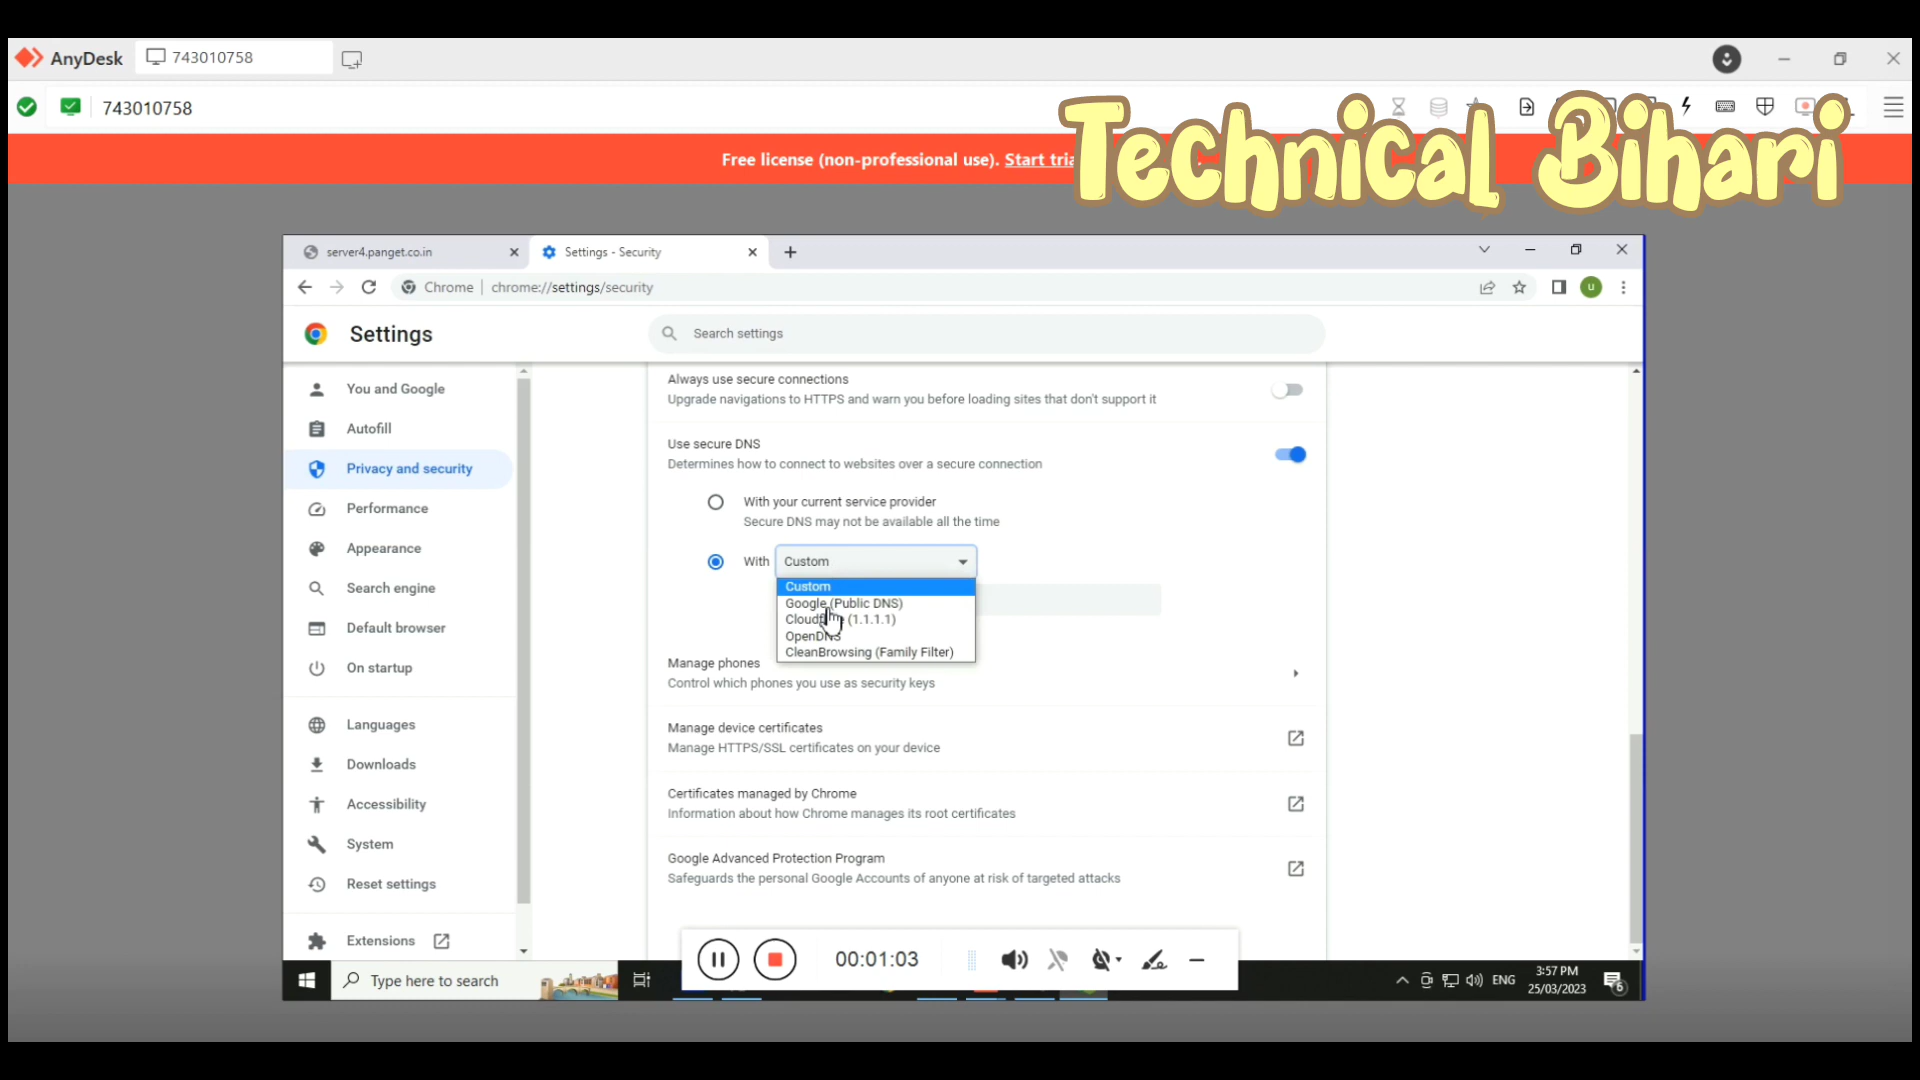 AnyDesk
743010758
743010758
Free license (non-professional use). Start
Technical Bihari
server4.panget.co.in
Settings - Security
Chrome
chrome://settings/security
u
Settings
Search settings
You and Google
Autofill
Privacy and security
Performance
Appearance
Search engine
Default browser
On startup
Languages
Downloads
Accessibility
System
Reset settings
Extensions
Always use secure connections
Upgrade navigations to HTTPS and warn you before loading sites that don't support it
Use secure DNS
Determines how to connect to websites over a secure connection
With your current service provider
Secure DNS may not be available all the time
With Custom
Custom
Google (Public DNS)
(1.1.1.1)
OpenDNS
CleanBrowsing (Family Filter)
Manage phones
Control which phones you use as security keys
Manage device certificates
Manage HTTPS/SSL certificates on your device
Certificates managed by Chrome
Information about how Chrome manages its root certificates
Google Advanced Protection Program
Safeguards the personal Google Accounts of anyone at risk of targeted attacks
00:01:03
Type here to search
ENG
3:57 PM
25/03/2023
6